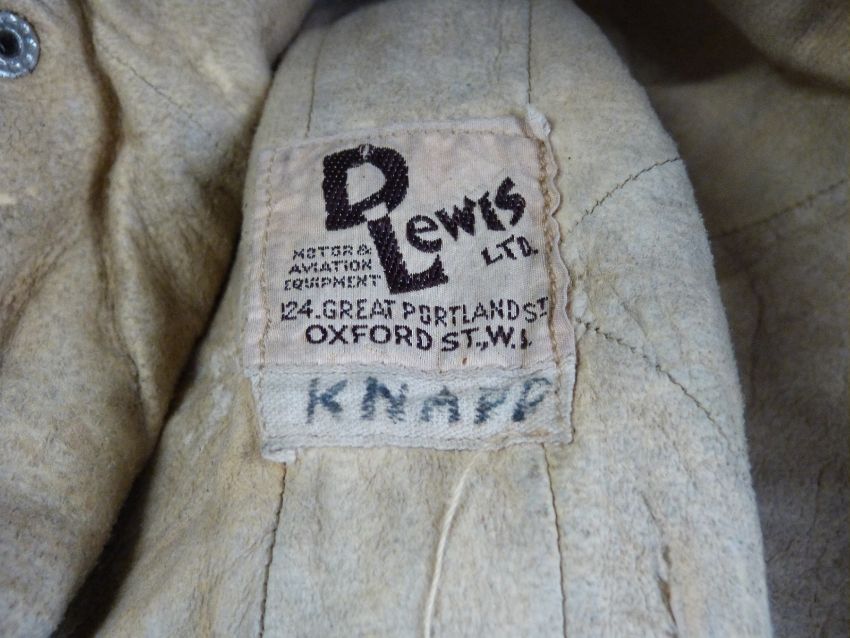 D Lewis
LTD.
MOTOR &
AVIATION
EQUIPMENT
124. GREAT PORTLAND ST.
OXFORD ST., W.1.
KNAPP